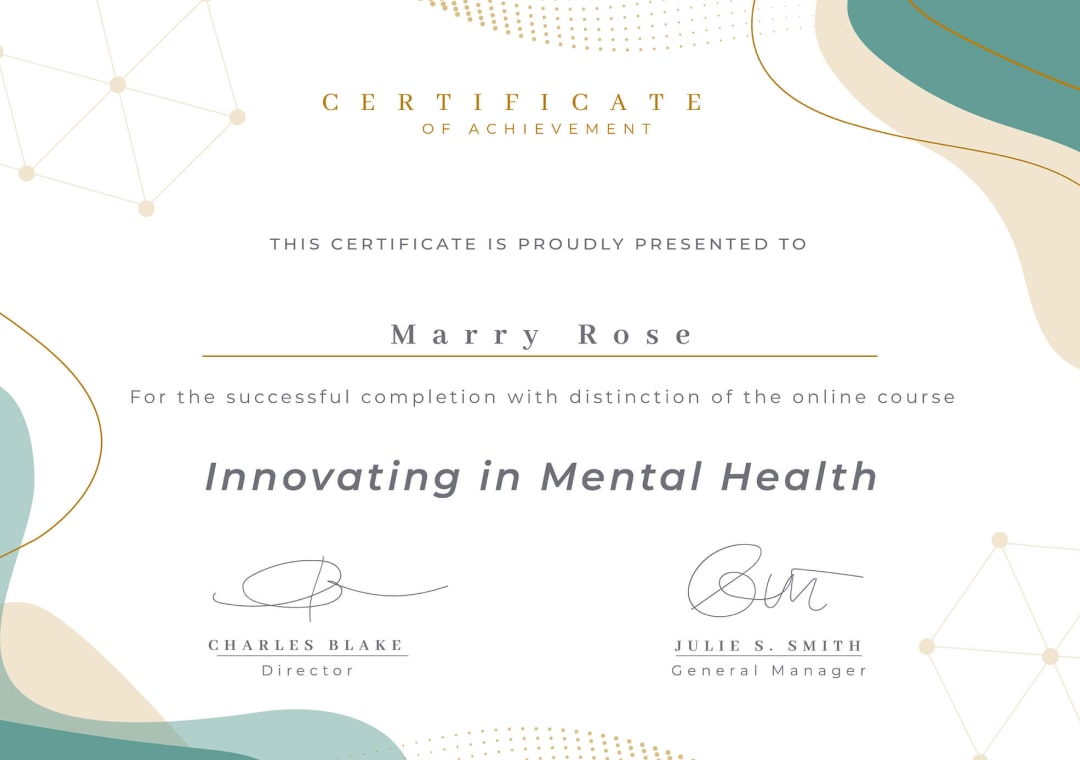 CERTIFICATE
OF ACHIEVEMENT
THIS CERTIFICATE IS PROUDLY PRESENTED TO
Marry Rose
For the successful completion with distinction of the online course
Innovating in Mental Health
CHARLES BLAKE
Director
JULIE S. SMITH
General Manager